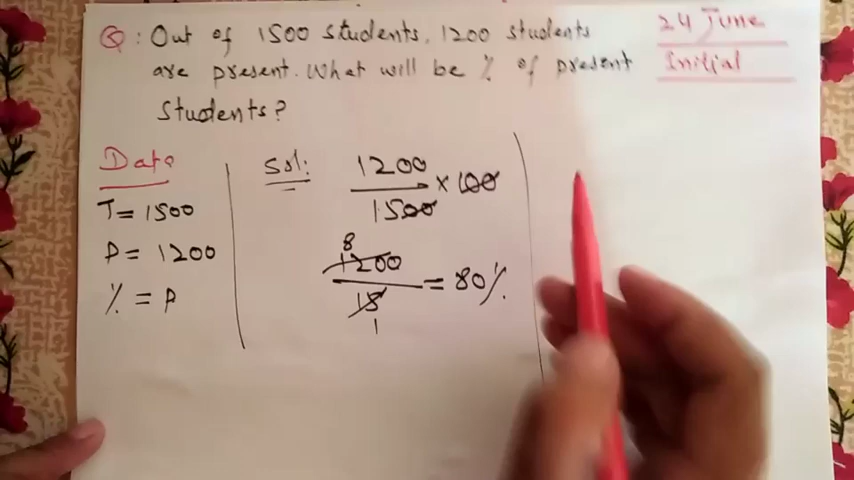 Q: Out of 1500 students, 1200 students
are present. What will be % of present
students?
24 June
Initial
Data
T = 1500
P = 1200
% = P
Sol:
1200
1500
× 100
8
1200
15
1
= 80%